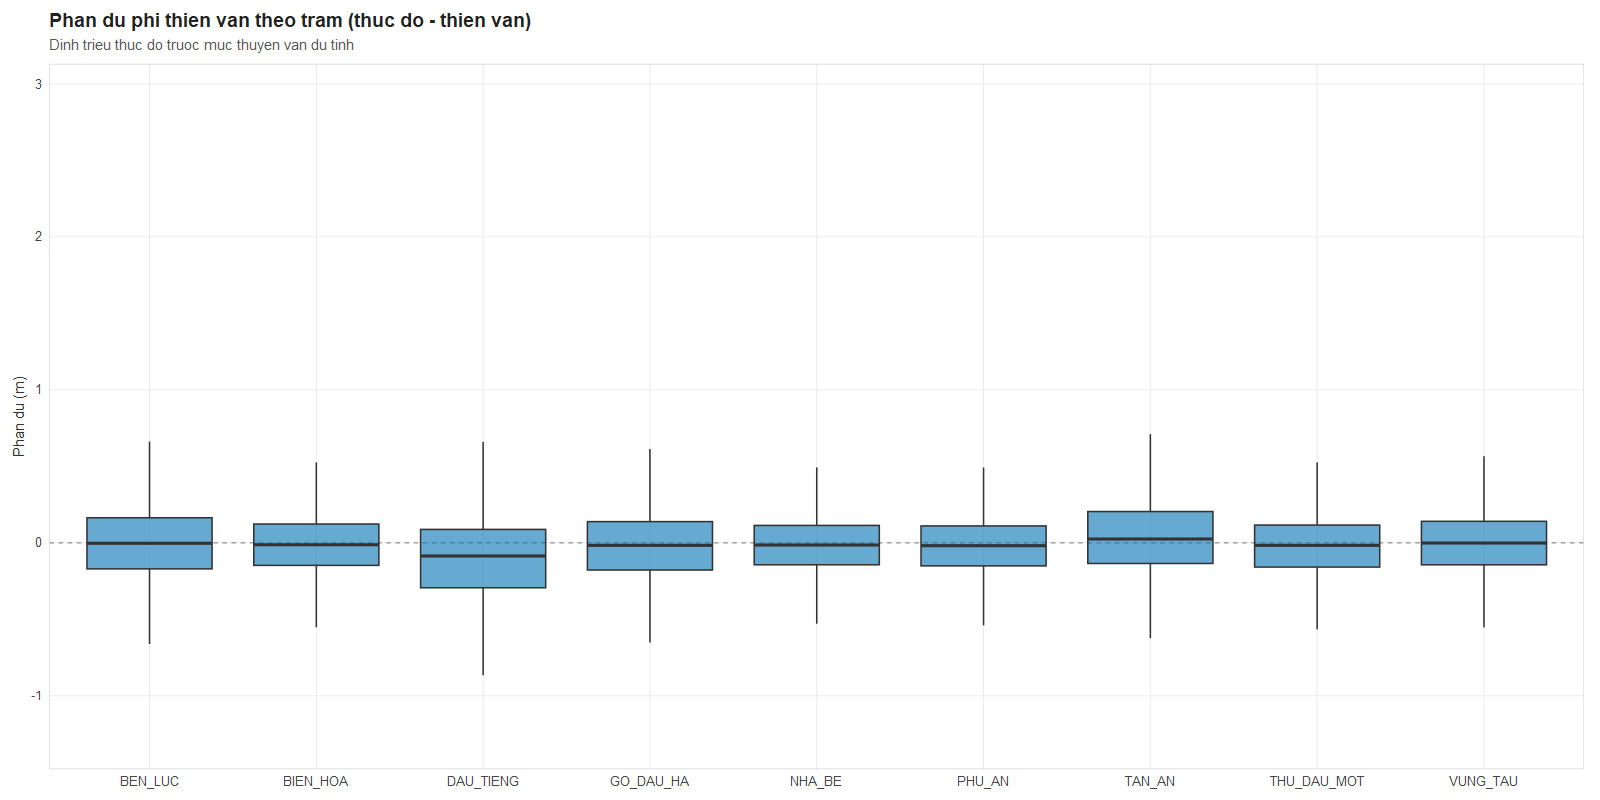 Phan du phi thien van theo tram (thuc do - thien van)
Dinh trieu thuc do truoc muc thuyen van du tinh
Phan du (m)
3
2
1
0
-1
BEN_LUC BIEN_HOA DAU_TIENG GO_DAU_HA NHA_BE PHU_AN TAN_AN THU_DAU_MOT VUNG_TAU